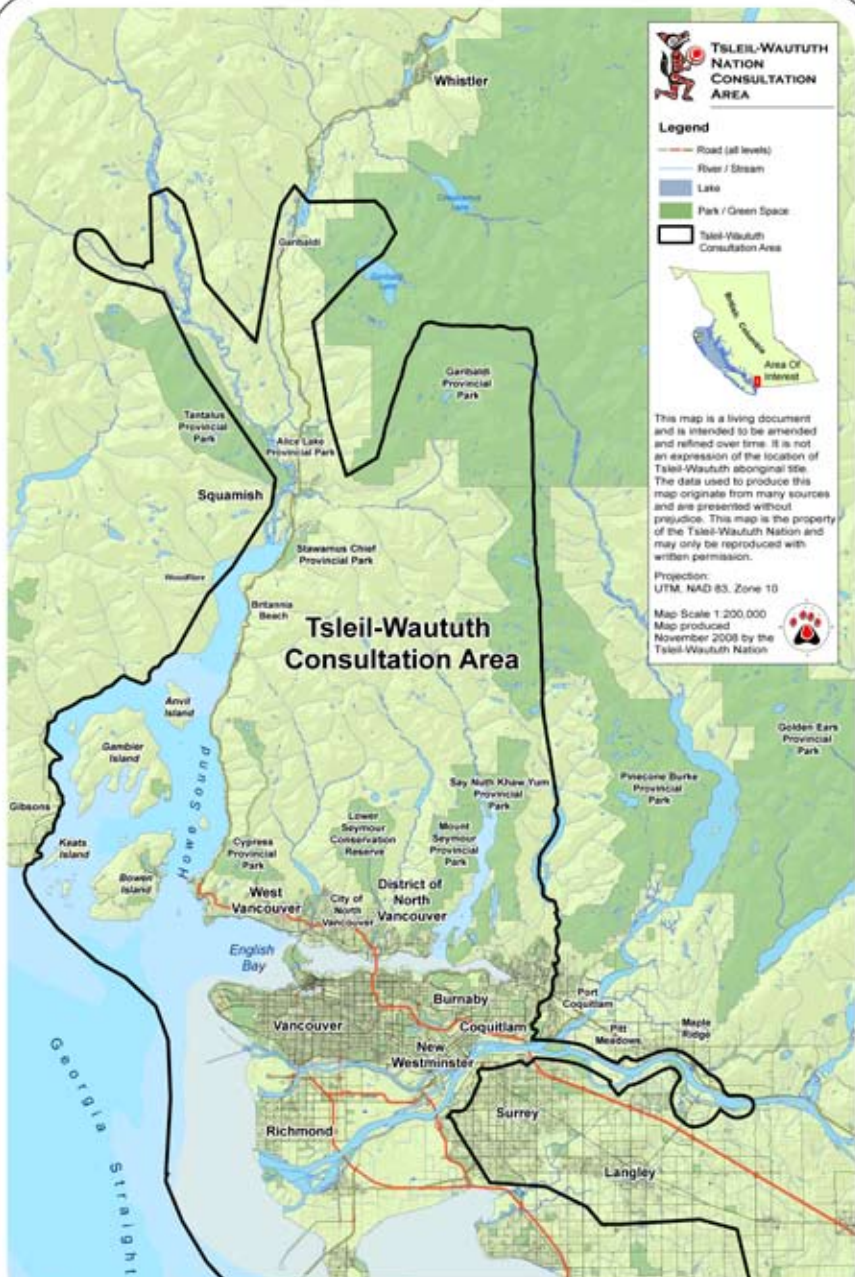 TSLEIL-WAUTUTH
NATION
CONSULTATION
AREA
Legend
Road (all levels)
River / Stream
Lake
Park / Green Space
Tsleil-Waututh
Consultation Area
British Columbia
Area Of
Interest
This map is a living document
and is intended to be amended
and refined over time. It is not
an expression of the location of
Tsleil-Waututh aboriginal title.
The data used to produce this
map originate from many sources
and are presented without
prejudice. This map is the property
of the Tsleil-Waututh Nation and
may only be reproduced with
written permission.
Projection:
UTM, NAD 83, Zone 10
Map Scale 1:200,000
Map produced
November 2008 by the
Tsleil-Waututh Nation
Whistler
Garibaldi
Garibaldi
Lake
Garibaldi
Provincial
Park
Tantalus
Provincial
Park
Alice Lake
Provincial Park
Squamish
Stawamus Chief
Provincial Park
Woodfibre
Britannia
Beach
Tsleil-Waututh
Consultation Area
Anvil
Island
Gambier
Island
Golden Ears
Provincial
Park
Say Nuth Khaw Yum
Provincial
Park
Pinecone Burke
Provincial
Park
Gibsons
Howe Sound
Keats
Island
Bowen
Island
Cypress
Provincial
Park
Lower
Seymour
Conservation
Reserve
Mount
Seymour
Provincial
Park
West
Vancouver
City of
North
Vancouver
District of
North
Vancouver
English
Bay
Burnaby
Port
Coquitlam
Vancouver
Coquitlam
Pitt
Meadows
Maple
Ridge
New
Westminster
Surrey
Richmond
Langley
Georgia Straight